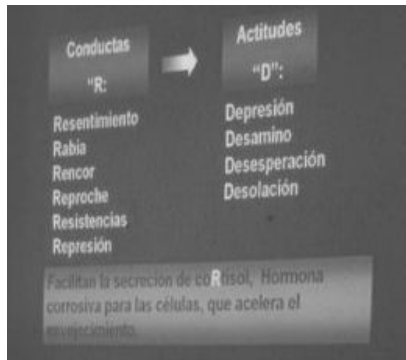 Conductas
"R:
Actitudes
"D":
Resentimiento
Rabia
Rencor
Reproche
Resistencias
Represión
Depresión
Desamino
Desesperación
Desolación
Facilitan la secreción de coRtisol, Hormona
corrosiva para las células, que acelera el
envejecimiento.